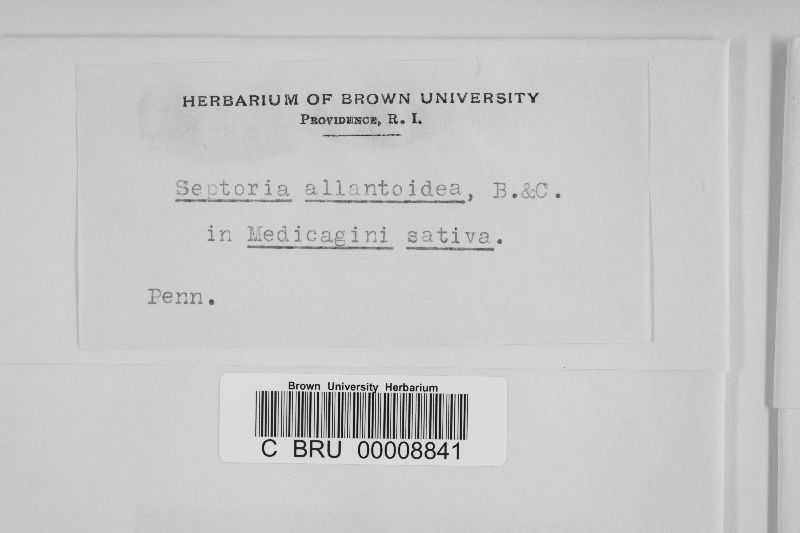 HERBARIUM OF BROWN UNIVERSITY
PROVIDENCE, R. I.
Septoria allantoidea, B.&C.
in Medicagini sativa.
Penn.
Brown University Herbarium
C BRU 00008841